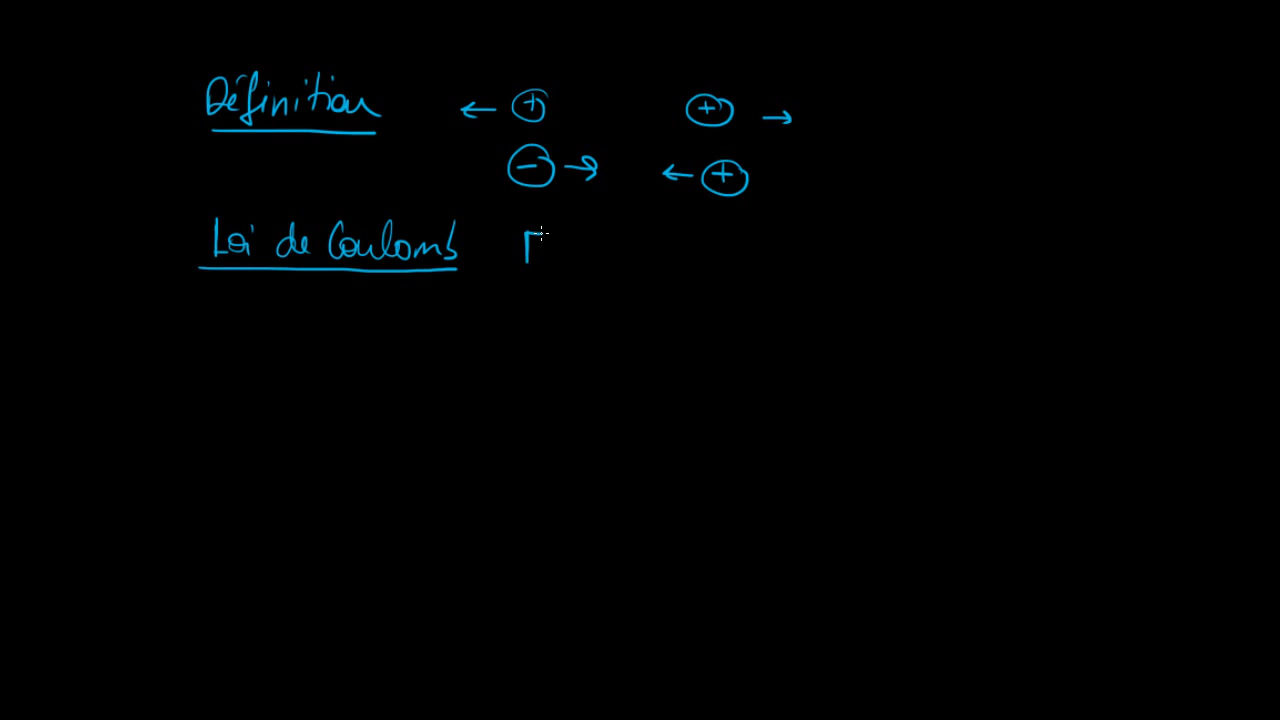 Définition ← + + →
- → ← +
Loi de Coulomb